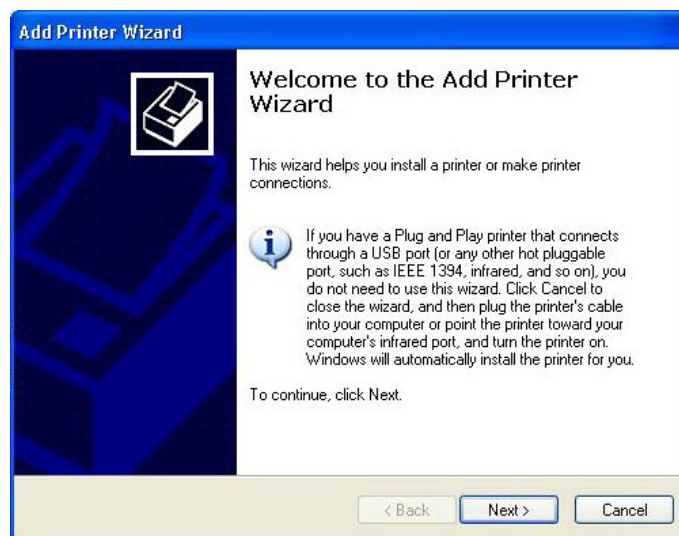 Add Printer Wizard
Welcome to the Add Printer
Wizard
This wizard helps you install a printer or make printer
connections.
If you have a Plug and Play printer that connects
through a USB port (or any other hot pluggable
port, such as IEEE 1394, infrared, and so on), you
do not need to use this wizard. Click Cancel to
close the wizard, and then plug the printer's cable
into your computer or point the printer toward your
computer's infrared port, and turn the printer on.
Windows will automatically install the printer for you.
To continue, click Next.
< Back Next > Cancel